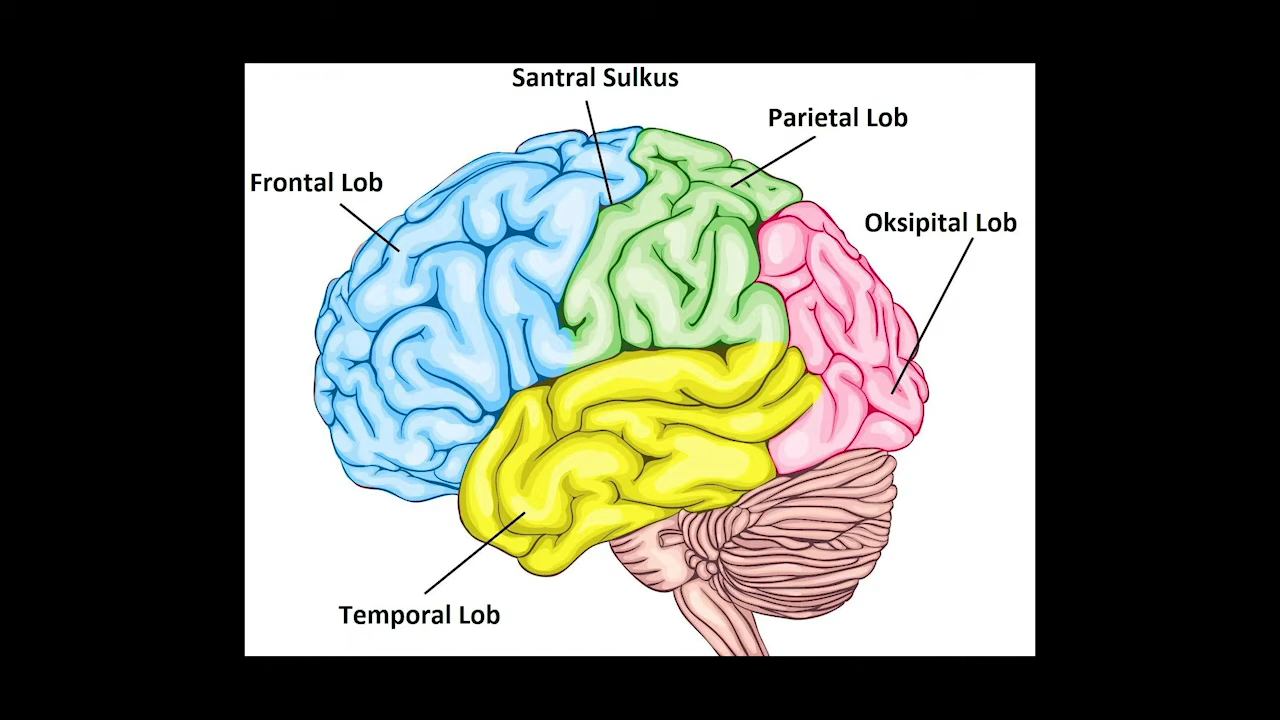 Santral Sulkus
Parietal Lob
Frontal Lob
Oksipital Lob
Temporal Lob